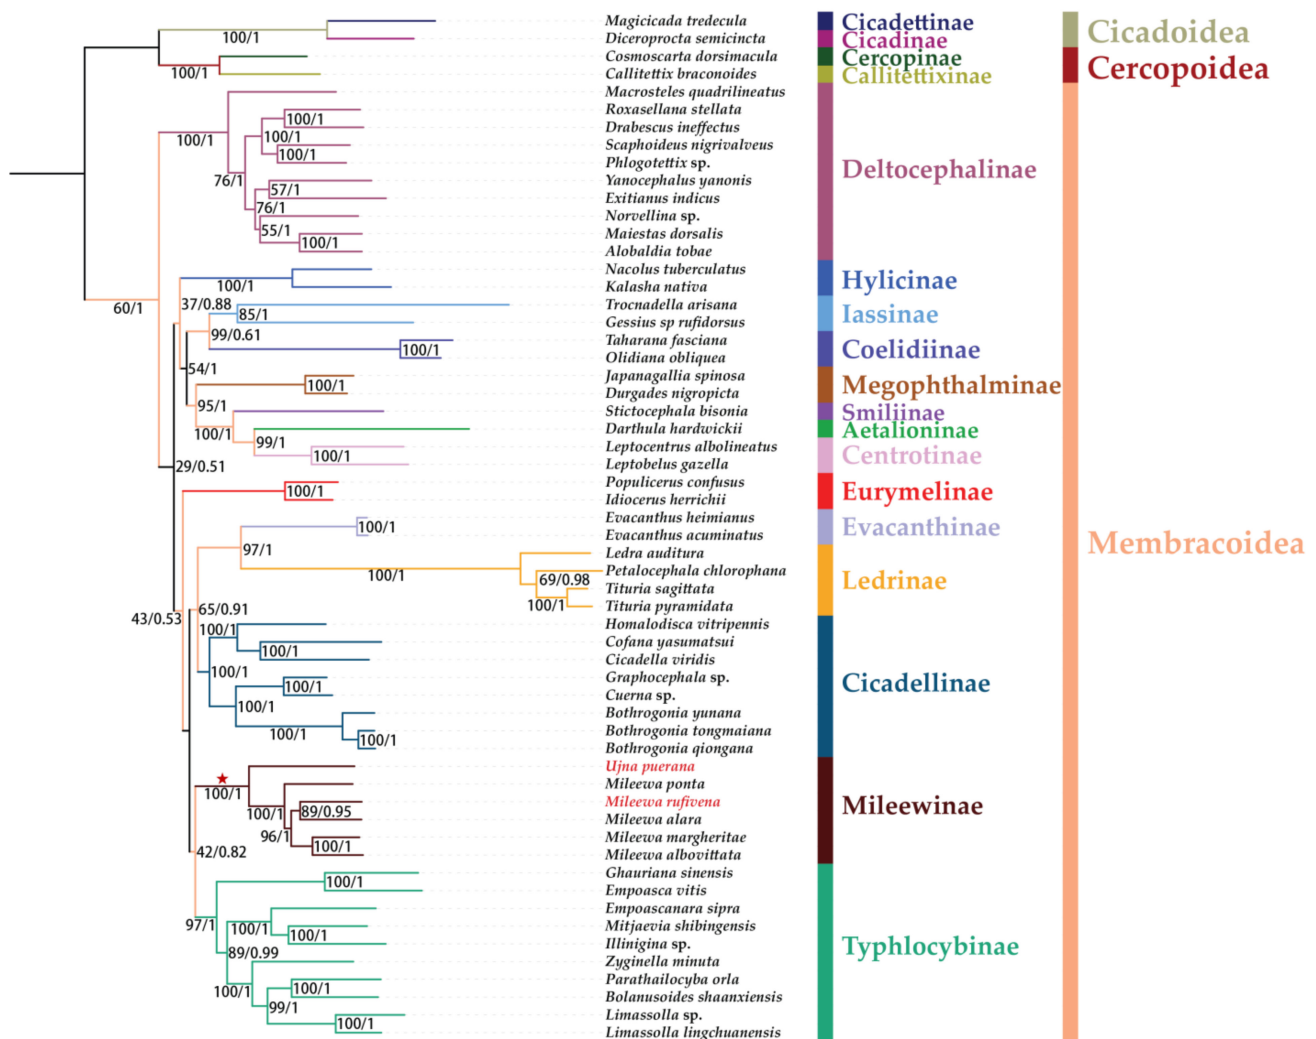 Magicicada tredecula
Diceroprocta semicincta
Cosmoscarta dorsimacula
Callitettix braconoides
Macrosteles quadrilineatus
Roxasellana stellata
Drabescus ineffectus
Scaphoideus nigrivalveus
Phlogotettix sp.
Yanocephalus yanonis
Exitianus indicus
Norvellina sp.
Maiestas dorsalis
Alobaldia tobae
Nacolus tuberculatus
Kalasha nativa
Trocnadella arisana
Gessius sp rufidorsus
Taharana fasciana
Olidiana obliquea
Japanagallia spinosa
Durgades nigropicta
Stictocephala bisonia
Darthula hardwickii
Leptocentrus albolineatus
Leptobelus gazella
Populicerus confusus
Idiocerus herrichii
Evacanthus heimianus
Evacanthus acuminatus
Ledra auditura
Petalocephala chlorophana
Tituria sagittata
Tituria pyramidata
Homalodisca vitripennis
Cofana yasumatsui
Cicadella viridis
Graphocephala sp.
Cuerna sp.
Bothrogonia yunana
Bothrogonia tongmaiana
Bothrogonia qiongana
Ujna puerana
Mileewa ponta
Mileewa rufivena
Mileewa alara
Mileewa margheritae
Mileewa albovittata
Ghauriana sinensis
Empoasca vitis
Empoascanara sipra
Mitjaevia shibingensis
Illinigina sp.
Zyginella minuta
Parathailocyba orla
Bolanusoides shaanxiensis
Limassolla sp.
Limassolla lingchuanensis
100/1
100/1
100/1
100/1
100/1
100/1
76/1
57/1
76/1
55/1
100/1
60/1
100/1
37/0.88
85/1
99/0.61
100/1
54/1
100/1
95/1
100/1
99/1
100/1
29/0.51
100/1
100/1
97/1
100/1
69/0.98
100/1
43/0.53
65/0.91
100/1
100/1
100/1
100/1
100/1
100/1
100/1
100/1
100/1
89/0.95
96/1
100/1
42/0.82
100/1
97/1
100/1
100/1
89/0.99
100/1
100/1
99/1
100/1
Cicadettinae
Cicadinae
Cercopinae
Callitettixinae
Deltocephalinae
Hylicinae
Iassinae
Coelidiinae
Megophthalminae
Smiliinae
Aetalioninae
Centrotinae
Eurymelinae
Evacanthinae
Ledrinae
Cicadellinae
Mileewinae
Typhlocybinae
Cicadoidea
Cercopoidea
Membracoidea